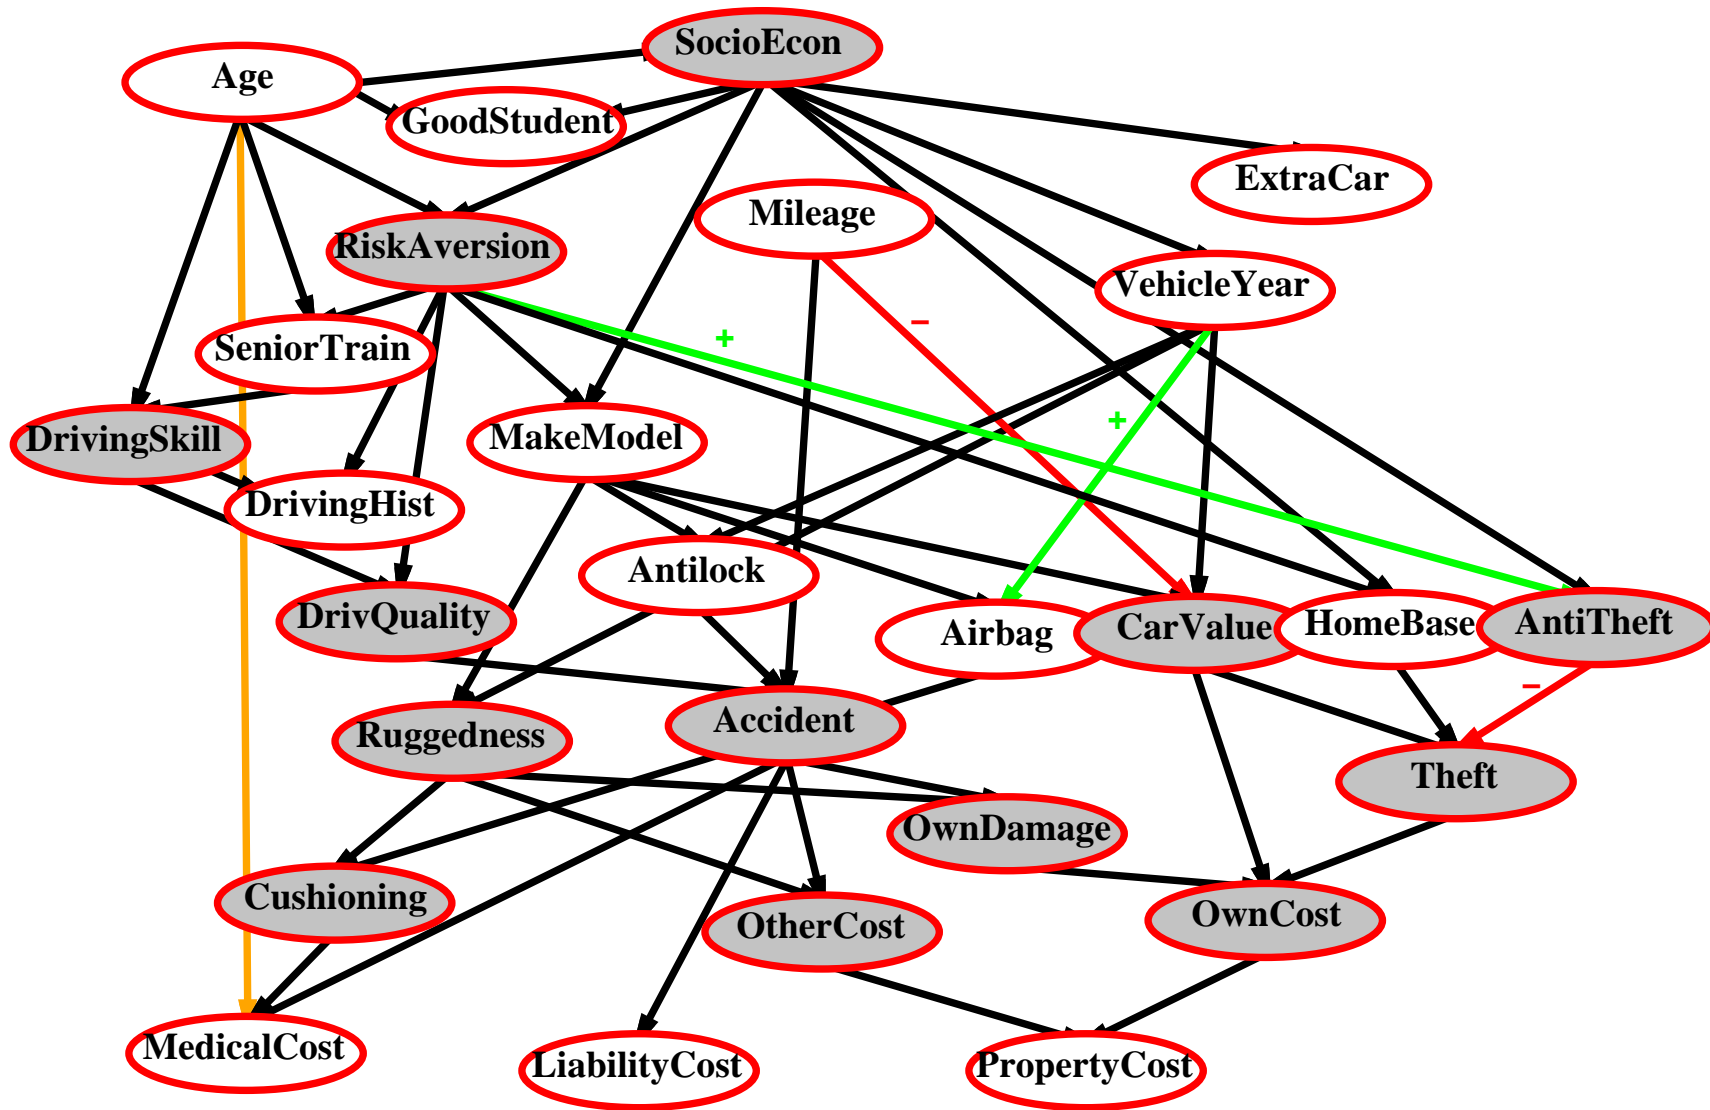 SocioEcon
Age
GoodStudent
ExtraCar
Mileage
RiskAversion
VehicleYear
+
−
SeniorTrain
+
DrivingSkill
MakeModel
DrivingHist
Antilock
DrivQuality
Airbag
CarValue
HomeBase
AntiTheft
−
Ruggedness
Accident
Theft
OwnDamage
Cushioning
OtherCost
OwnCost
MedicalCost
LiabilityCost
PropertyCost